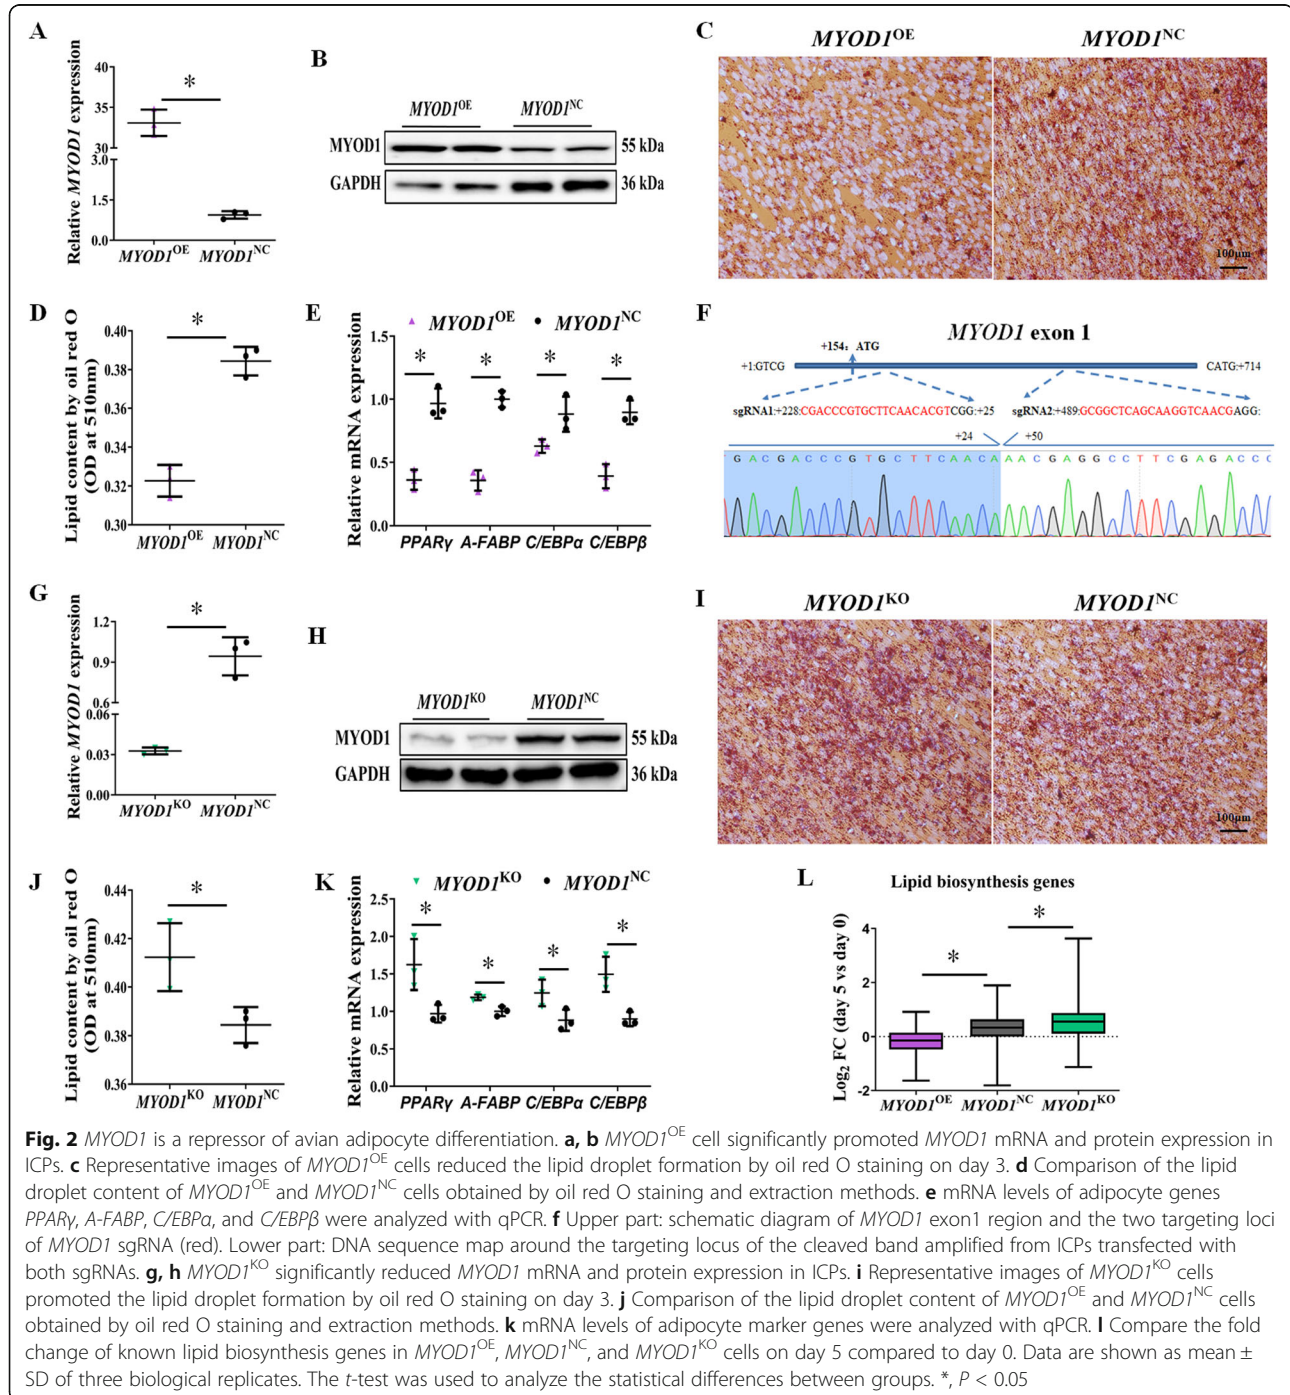 A
Relative MYOD1 expression
40
35
30
3.0
1.5
0.0
*
MYOD1OE MYOD1NC
B
MYOD1OE MYOD1NC
MYOD1 55 kDa
GAPDH 36 kDa
C
MYOD1OE MYOD1NC
100μm
D
Lipid content by oil red O
(OD at 510nm)
0.40
0.38
0.36
0.34
0.32
0.30
*
MYOD1OE MYOD1NC
E
MYOD1OE MYOD1NC
Relative mRNA expression
1.5
1.0
0.5
0.0
* * * *
PPARγ A-FABP C/EBPα C/EBPβ
F
MYOD1 exon 1
+154: ATG
+1:GTCG CATG:+714
sgRNA1:+228:CGACCCGTGCTTCAACACGTCGG:+25 sgRNA2:+489:GCGGCTCAGCAAGGTCAACGAGG:
+24 +50
T G A C G A C C C G T G C T T C A A C A A A C G A G G C C T T C G A G A C C C
G
Relative MYOD1 expression
1.2
0.9
0.6
0.06
0.03
0.00
*
MYOD1KO MYOD1NC
H
MYOD1KO MYOD1NC
MYOD1 55 kDa
GAPDH 36 kDa
I
MYOD1KO MYOD1NC
100μm
J
Lipid content by oil red O
(OD at 510nm)
0.44
0.42
0.40
0.38
0.36
*
MYOD1KO MYOD1NC
K
MYOD1KO MYOD1NC
Relative mRNA expression
2.5
2.0
1.5
1.0
0.5
0.0
* * * *
PPARγ A-FABP C/EBPα C/EBPβ
L
Lipid biosynthesis genes
Log2 FC (day 5 vs day 0)
4
2
0
-2
* *
MYOD1OE MYOD1NC MYOD1KO
Fig. 2 MYOD1 is a repressor of avian adipocyte differentiation. a, b MYOD1OE cell significantly promoted MYOD1 mRNA and protein expression in
ICPs. c Representative images of MYOD1OE cells reduced the lipid droplet formation by oil red O staining on day 3. d Comparison of the lipid
droplet content of MYOD1OE and MYOD1NC cells obtained by oil red O staining and extraction methods. e mRNA levels of adipocyte genes
PPARγ, A-FABP, C/EBPα, and C/EBPβ were analyzed with qPCR. f Upper part: schematic diagram of MYOD1 exon1 region and the two targeting loci
of MYOD1 sgRNA (red). Lower part: DNA sequence map around the targeting locus of the cleaved band amplified from ICPs transfected with
both sgRNAs. g, h MYOD1KO significantly reduced MYOD1 mRNA and protein expression in ICPs. i Representative images of MYOD1KO cells
promoted the lipid droplet formation by oil red O staining on day 3. j Comparison of the lipid droplet content of MYOD1OE and MYOD1NC cells
obtained by oil red O staining and extraction methods. k mRNA levels of adipocyte marker genes were analyzed with qPCR. l Compare the fold
change of known lipid biosynthesis genes in MYOD1OE, MYOD1NC, and MYOD1KO cells on day 5 compared to day 0. Data are shown as mean ±
SD of three biological replicates. The t-test was used to analyze the statistical differences between groups. *, P < 0.05